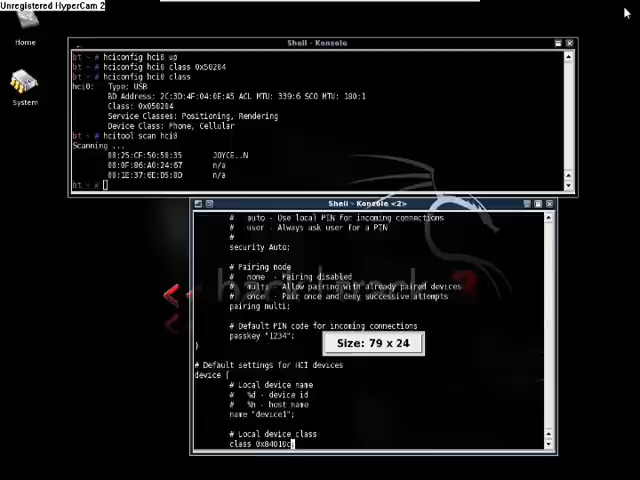 Unregistered HyperCam 2
Home
System
Shell - Konsole
bt ~ # hciconfig hci0 up
bt ~ # hciconfig hci0 class 0x50204
bt ~ # hciconfig hci0 class
hci0:   Type: USB
BD Address: 2C:3D:4F:04:0E:A5 ACL MTU: 339:6 SCO MTU: 180:1
Class: 0x050204
Service Classes: Positioning, Rendering
Device Class: Phone, Cellular
bt ~ # hcitool scan hci0
Scanning ...
00:25:CF:50:58:35       JOYCE..N
00:0F:86:A0:24:67       n/a
00:1E:37:6E:D5:8D       n/a
bt ~ #
Shell - Konsole <2>
#   auto - Use local PIN for incoming connections
#   user - Always ask user for a PIN
#
security Auto;
# Pairing mode
#   none  - Pairing disabled
#   multi - Allow pairing with already paired devices
#   once  - Pair once and deny successive attempts
pairing multi;
# Default PIN code for incoming connections
passkey "1234";
}
Size: 79 x 24
# Default settings for HCI devices
device {
# Local device name
#   %d - device id
#   %h - host name
name "device1";
# Local device class
class 0x84010c